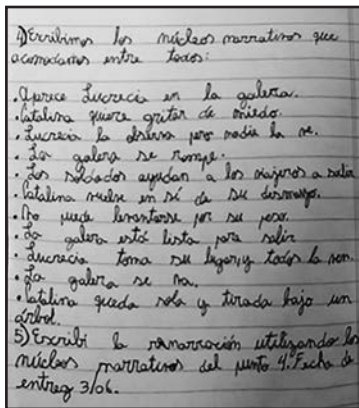 4) Escribimos los núcleos narrativos que
acomodamos entre todos:
• Aparece Lucrecia en la galera.
• Catalina quiere gritar de miedo.
• Lucrecia la observa pero nadie la ve.
• La galera se rompe.
• Los soldados ayudan a los viajeros a salir
• Catalina vuelve en sí de su desmayo.
• No puede levantarse por su peso.
• La galera está lista para salir
• Lucrecia toma su lugar y todos la ven.
• La galera se va.
• Catalina queda sola y tirada bajo un
árbol.
5) Escribí la renarración utilizando los
núcleos narrativos del punto 4. Fecha de
entreg 3/06.